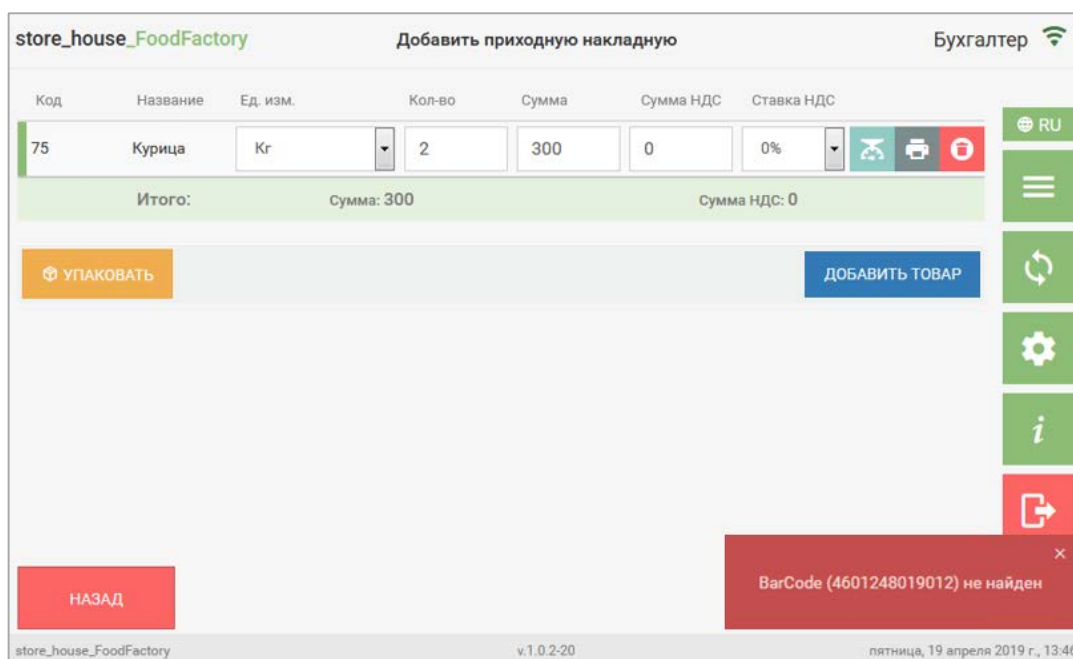 store_house_FoodFactory Добавить приходную накладную Бухгалтер
Код Название Ед. изм. Кол-во Сумма Сумма НДС Ставка НДС
RU
75 Курица Кг 2 300 0 0%
Итого: Сумма: 300 Сумма НДС: 0
УПАКОВАТЬ ДОБАВИТЬ ТОВАР
i
BarCode (4601248019012) не найден
НАЗАД
store_house_FoodFactory v.1.0.2-20 пятница, 19 апреля 2019 г., 13:46